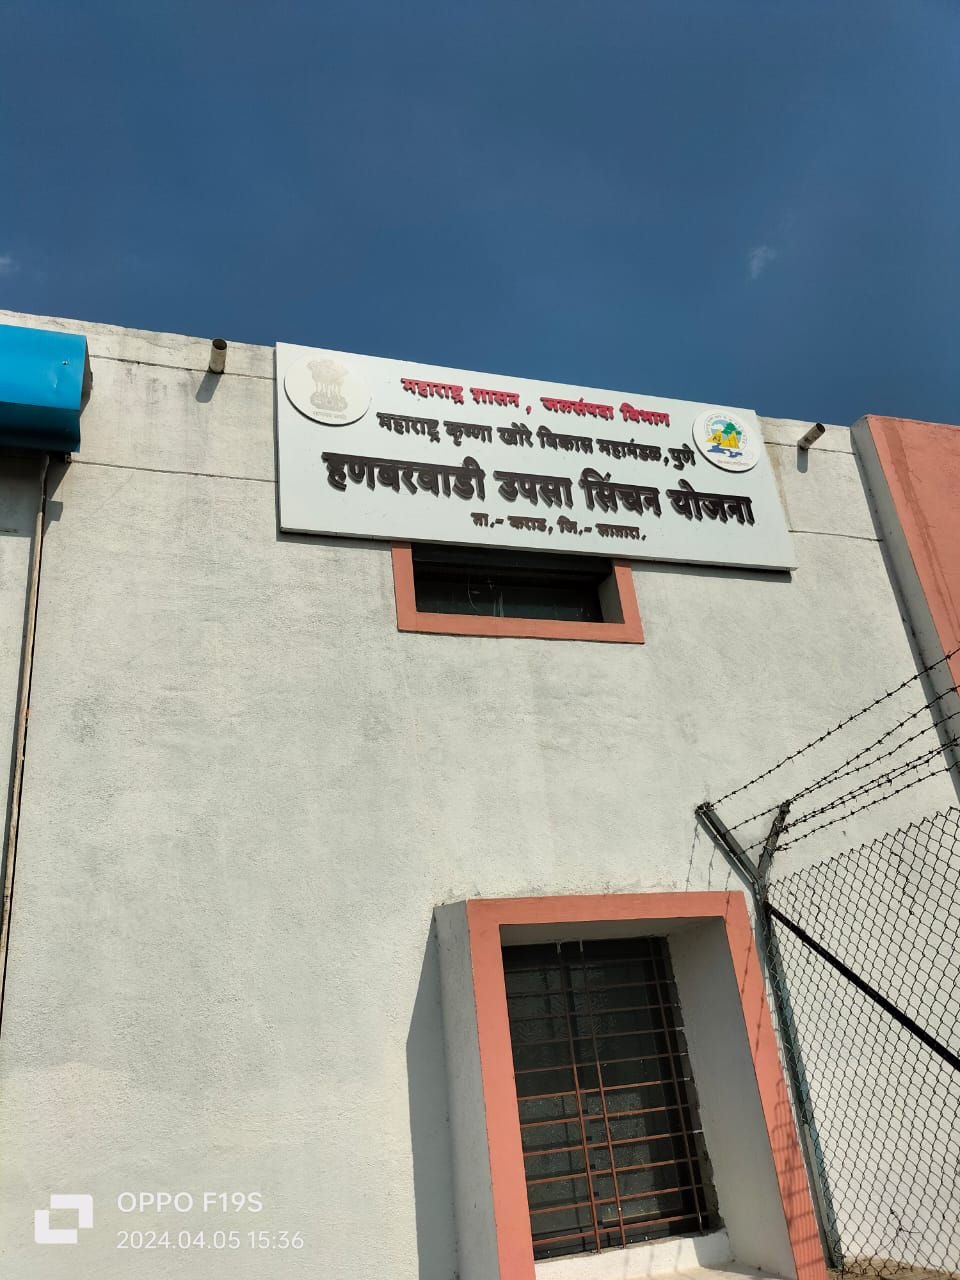 महाराष्ट्र शासन, जलसंपदा विभाग
महाराष्ट्र कृष्णा खोरे विकास महामंडळ, पुणे
हणबरवाडी उपसा सिंचन योजना
ता.- कराड, जि.- सातारा.
OPPO F19S
2024.04.05 15:36